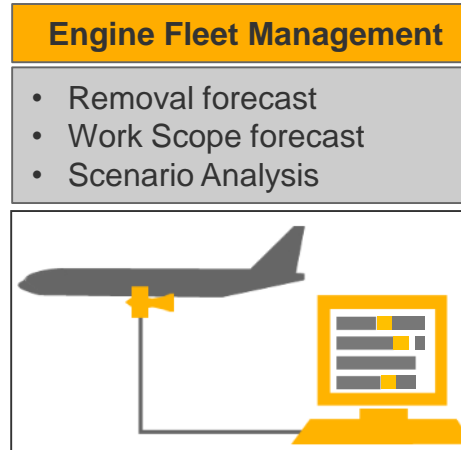 Engine Fleet Management
• Removal forecast
• Work Scope forecast
• Scenario Analysis